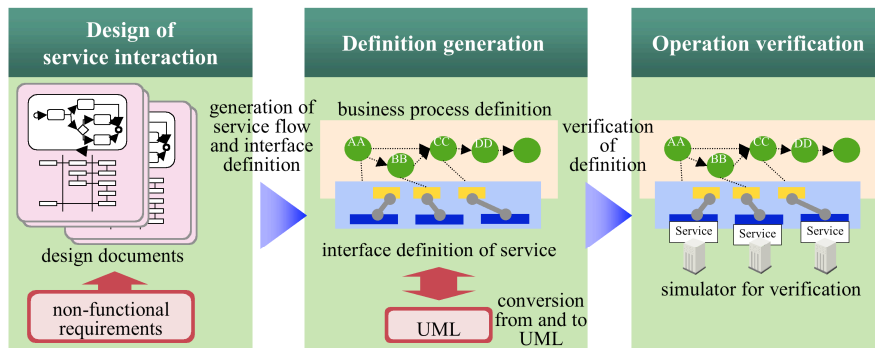 Design of
service interaction
design documents
non-functional
requirements
generation of
service flow
and interface
definition
Definition generation
business process definition
AA
BB
CC
DD
interface definition of service
UML
conversion
from and to
UML
verification
of
definition
Operation verification
AA
BB
CC
DD
Service
Service
Service
simulator for verification